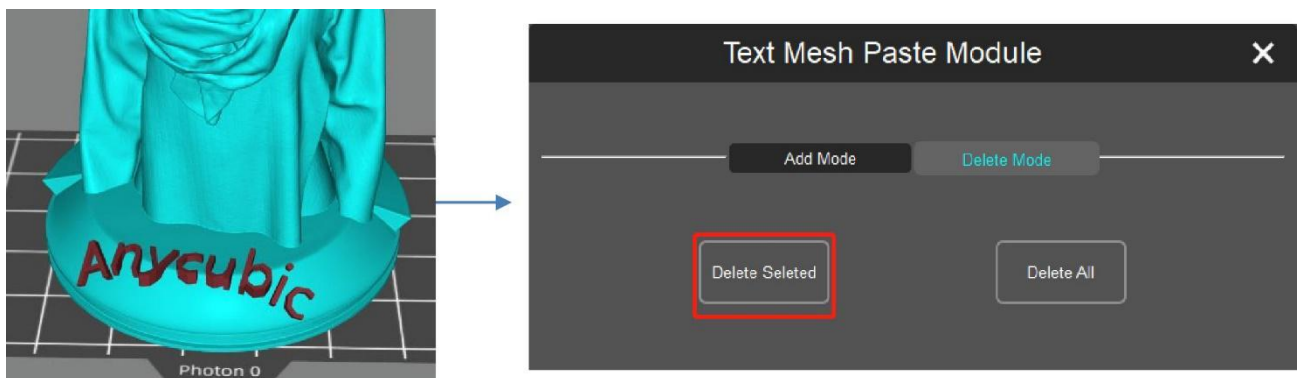 Anycubic
Photon 0
Text Mesh Paste Module
Add Mode
Delete Mode
Delete Seleted
Delete All